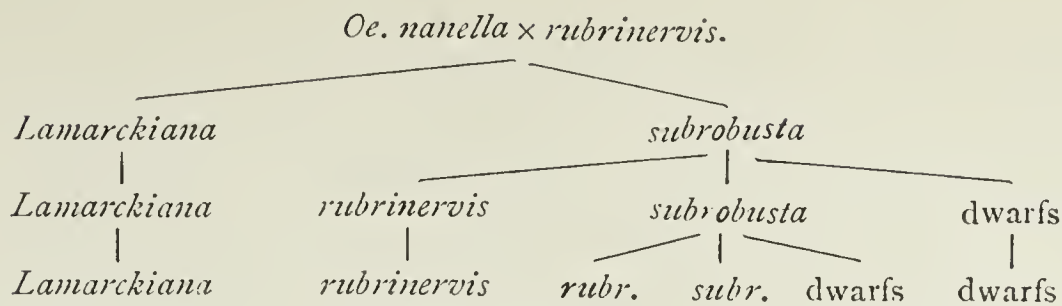 Oe. nanella × rubrinervis.
Lamarckiana subrobusta
Lamarckiana rubrinervis subrobusta dwarfs
Lamarckiana rubrinervis rubr. subr. dwarfs dwarfs